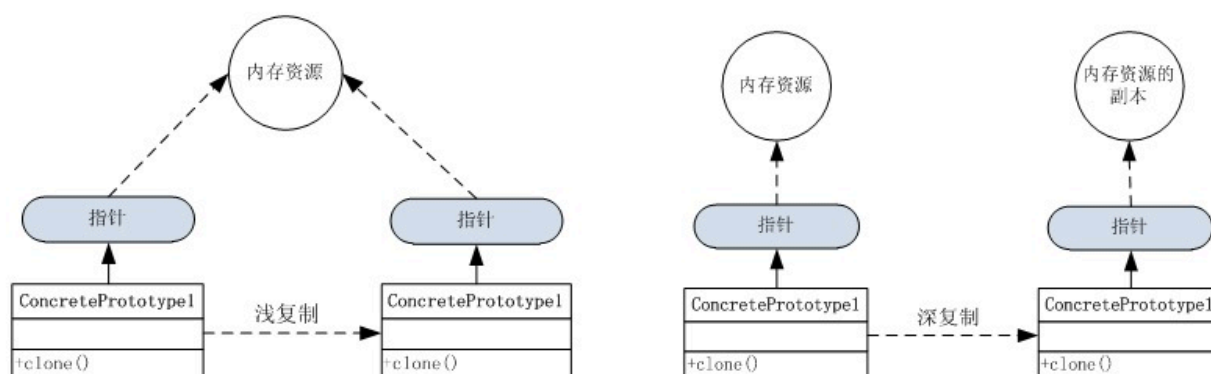 内存资源
指针
指针
ConcretePrototype1
浅复制
ConcretePrototype1
+clone()
+clone()
内存资源
内存资源的
副本
指针
指针
ConcretePrototype1
深复制
ConcretePrototype1
+clone()
+clone()